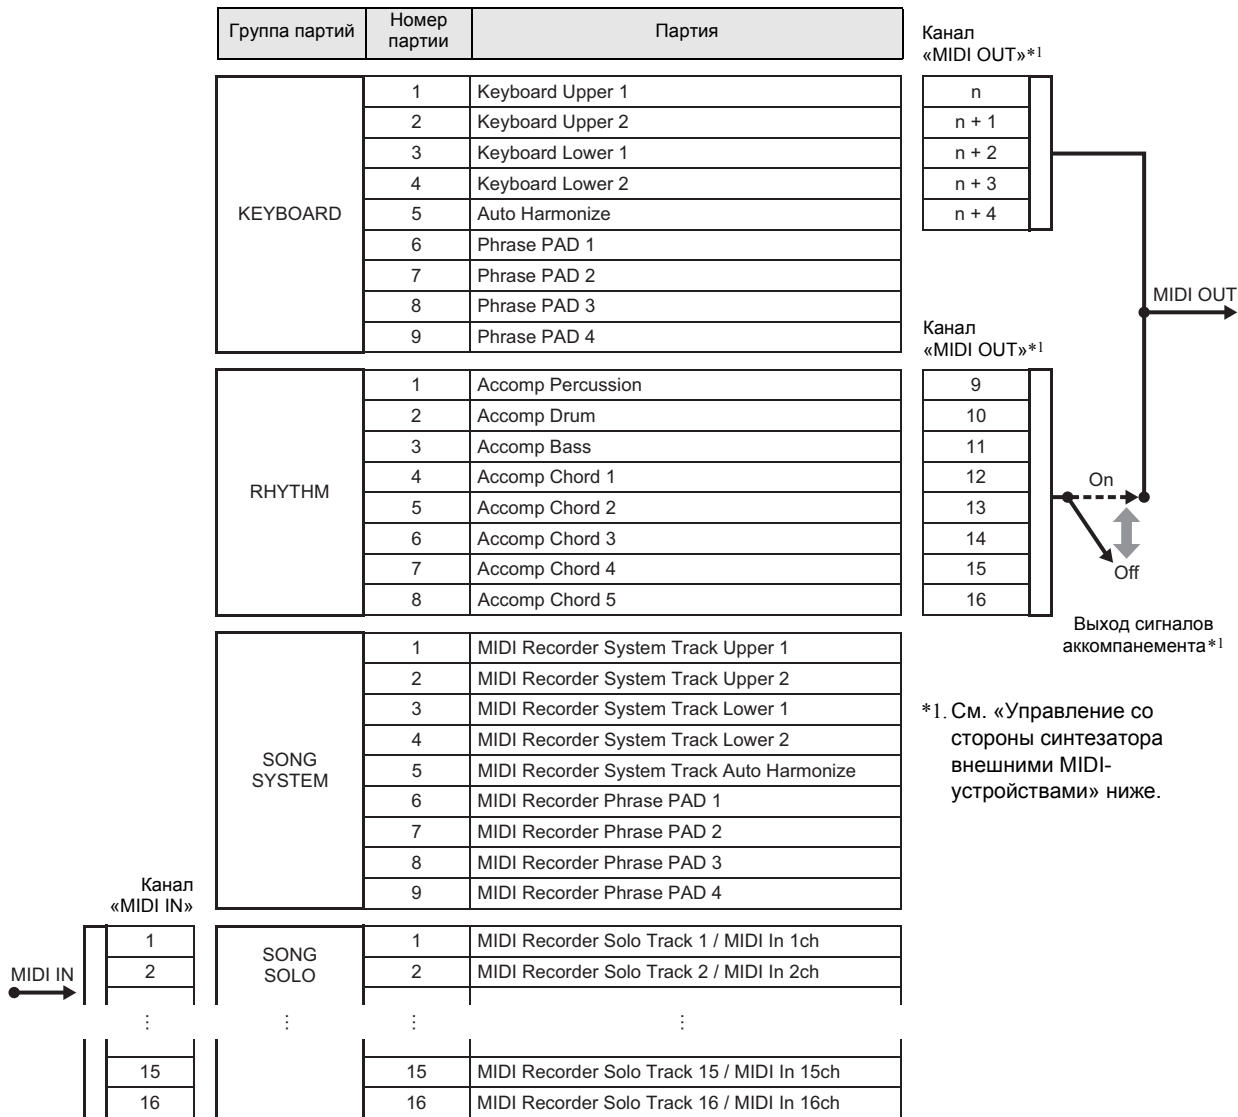 Группа партий
Номер
партии
Партия
Канал
«MIDI OUT»*1
KEYBOARD
1 Keyboard Upper 1 n
2 Keyboard Upper 2 n + 1
3 Keyboard Lower 1 n + 2
4 Keyboard Lower 2 n + 3
5 Auto Harmonize n + 4
6 Phrase PAD 1
7 Phrase PAD 2
8 Phrase PAD 3
9 Phrase PAD 4
MIDI OUT
Канал
«MIDI OUT»*1
RHYTHM
1 Accomp Percussion 9
2 Accomp Drum 10
3 Accomp Bass 11
4 Accomp Chord 1 12
5 Accomp Chord 2 13
6 Accomp Chord 3 14
7 Accomp Chord 4 15
8 Accomp Chord 5 16
On
Off
Выход сигналов
аккомпанемента*1
SONG
SYSTEM
1 MIDI Recorder System Track Upper 1
2 MIDI Recorder System Track Upper 2
3 MIDI Recorder System Track Lower 1
4 MIDI Recorder System Track Lower 2
5 MIDI Recorder System Track Auto Harmonize
6 MIDI Recorder Phrase PAD 1
7 MIDI Recorder Phrase PAD 2
8 MIDI Recorder Phrase PAD 3
9 MIDI Recorder Phrase PAD 4
*1. См. «Управление со
стороны синтезатора
внешними MIDI-
устройствами» ниже.
Канал
«MIDI IN»
MIDI IN
SONG
SOLO
1 1 MIDI Recorder Solo Track 1 / MIDI In 1ch
2 2 MIDI Recorder Solo Track 2 / MIDI In 2ch
⋮ ⋮ ⋮ ⋮
15 15 MIDI Recorder Solo Track 15 / MIDI In 15ch
16 16 MIDI Recorder Solo Track 16 / MIDI In 16ch